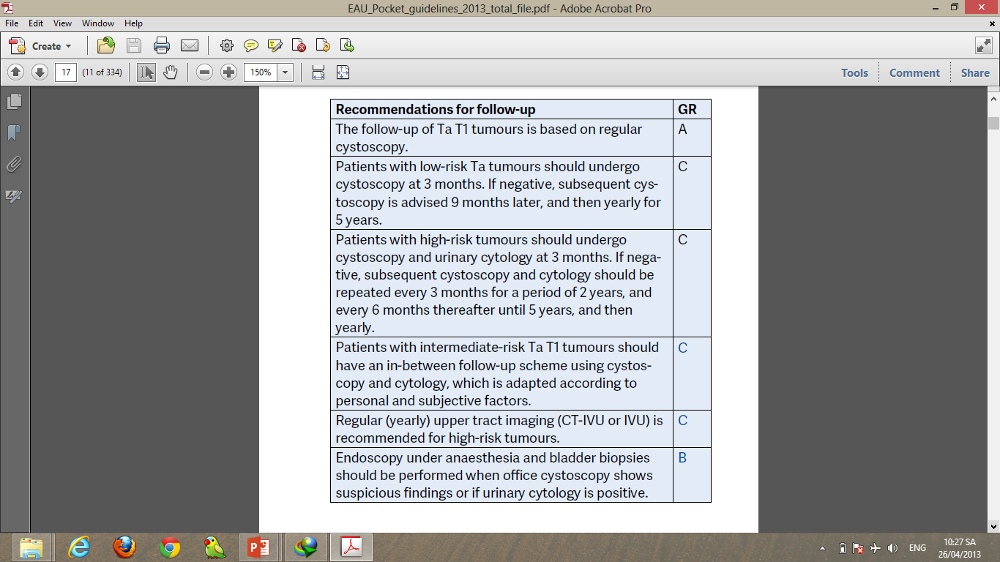 EAU_Pocket_guidelines_2013_total_file.pdf - Adobe Acrobat Pro
File Edit View Window Help
Create
17 (11 of 334) 150% Tools Comment Share
Recommendations for follow-up GR
The follow-up of Ta T1 tumours is based on regular A
cystoscopy.
Patients with low-risk Ta tumours should undergo C
cystoscopy at 3 months. If negative, subsequent cys-
toscopy is advised 9 months later, and then yearly for
5 years.
Patients with high-risk tumours should undergo C
cystoscopy and urinary cytology at 3 months. If nega-
tive, subsequent cystoscopy and cytology should be
repeated every 3 months for a period of 2 years, and
every 6 months thereafter until 5 years, and then
yearly.
Patients with intermediate-risk Ta T1 tumours should C
have an in-between follow-up scheme using cystos-
copy and cytology, which is adapted according to
personal and subjective factors.
Regular (yearly) upper tract imaging (CT-IVU or IVU) is C
recommended for high-risk tumours.
Endoscopy under anaesthesia and bladder biopsies B
should be performed when office cystoscopy shows
suspicious findings or if urinary cytology is positive.
ENG 10:27 SA
26/04/2013